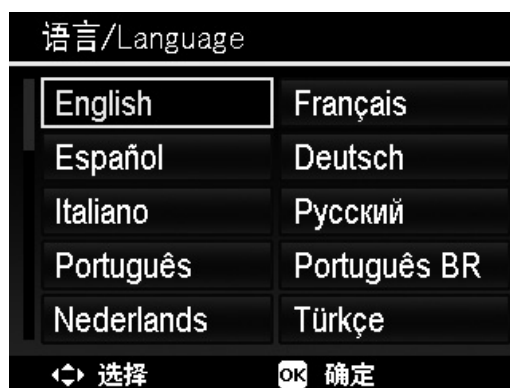 语言/Language
English Français
Español Deutsch
Italiano Русский
Português Português BR
Nederlands Türkçe
选择 OK 确定